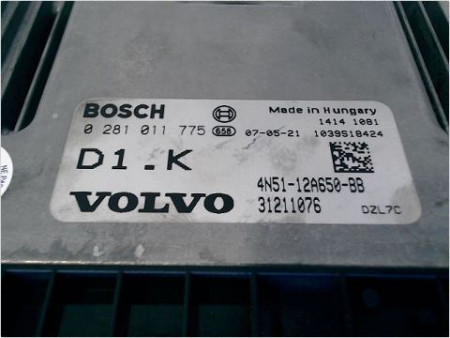 BOSCH Made in Hungary
1414 1081
0 281 011 775 658 07-05-21 1039S18424
D1.K
4N51-12A650-BB
VOLVO 31211076 DZL7C